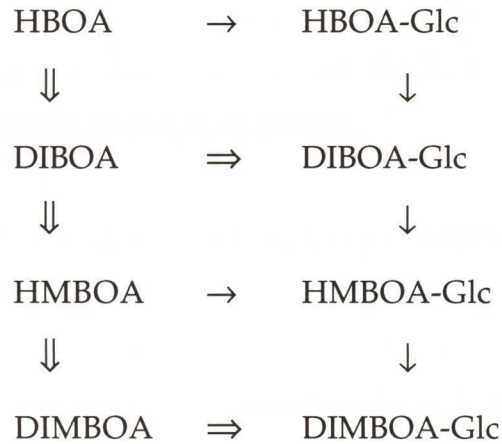 HBOA → HBOA-Glc
⇓ ↓
DIBOA ⇒ DIBOA-Glc
⇓ ↓
HMBOA → HMBOA-Glc
⇓ ↓
DIMBOA ⇒ DIMBOA-Glc